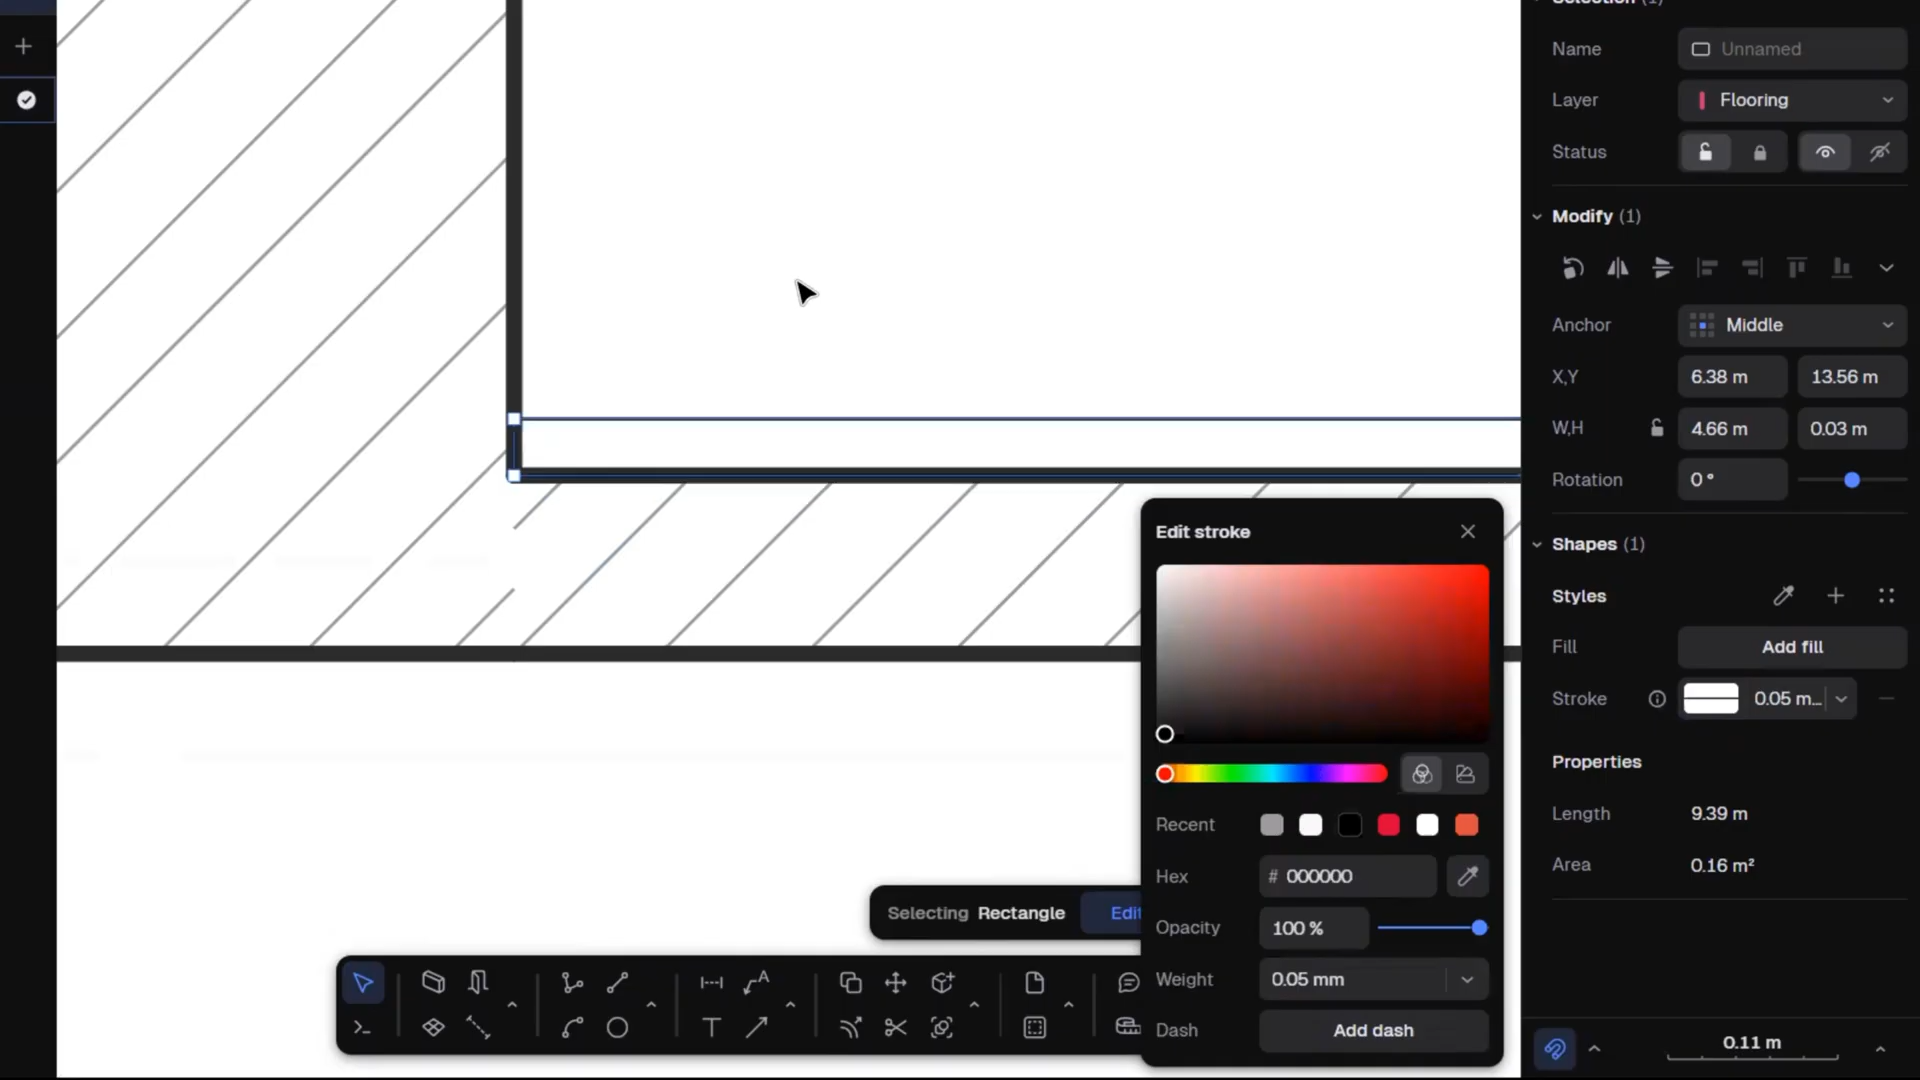 Selection (1)
Name Unnamed
Layer Flooring
Status
Modify (1)
Anchor Middle
X,Y 6.38 m 13.56 m
W,H 4.66 m 0.03 m
Rotation 0 °
Shapes (1)
Styles
Fill Add fill
Stroke 0.05 m...
Properties
Length 9.39 m
Area 0.16 m²
0.11 m
Edit stroke
Recent
Hex # 000000
Opacity 100 %
Weight 0.05 mm
Dash Add dash
Selecting Rectangle Edit